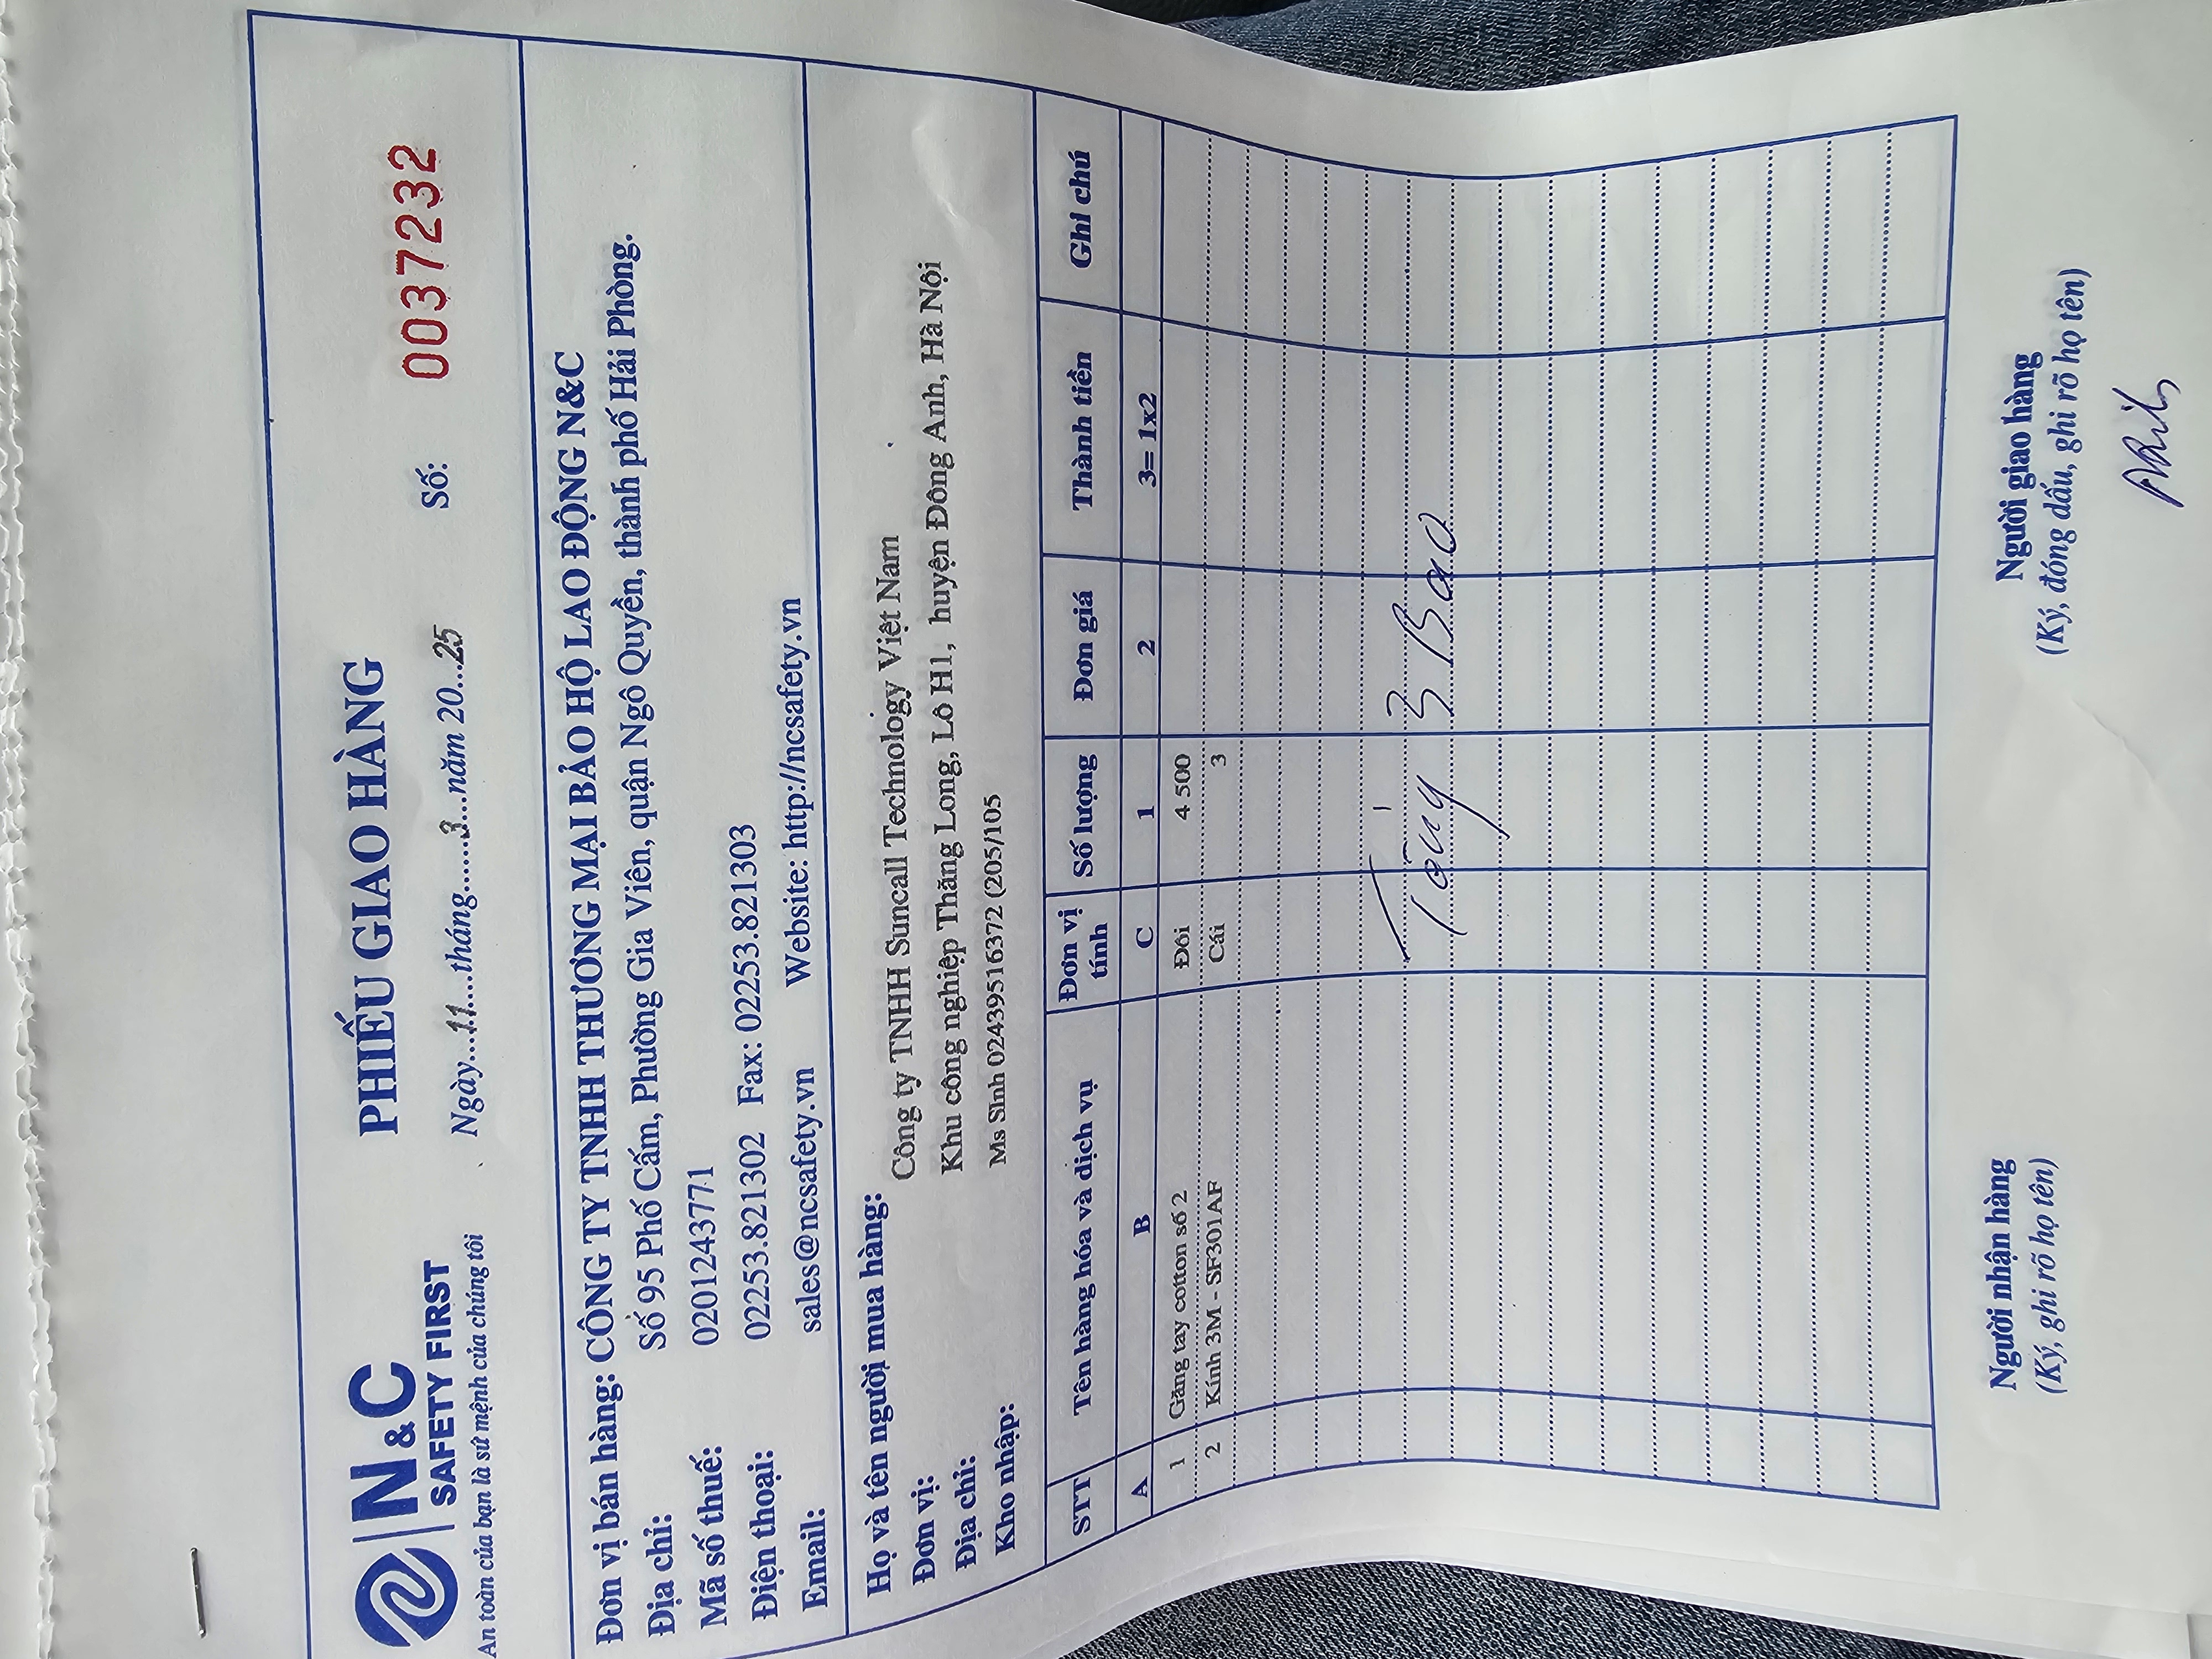 N&C
SAFETY FIRST
An toàn của bạn là sứ mệnh của chúng tôi
PHIẾU GIAO HÀNG
Ngày....11....tháng......3...năm 20...25
Số: 0037232
Đơn vị bán hàng: CÔNG TY TNHH THƯƠNG MẠI BẢO HỘ LAO ĐỘNG N&C
Địa chỉ: Số 95 Phố Cấm, Phường Gia Viên, quận Ngô Quyền, thành phố Hải Phòng.
Mã số thuế: 0201243771
Điện thoại: 02253.821302 Fax: 02253.821303
Email: sales@ncsafety.vn Website: http://ncsafety.vn
Họ và tên người mua hàng:
Đơn vị: Công ty TNHH Suncall Technology Việt Nam
Địa chỉ: Khu công nghiệp Thăng Long, Lô H1, huyện Đông Anh, Hà Nội
Kho nhập: Ms Sinh 02439516372 (205/105
STT Tên hàng hóa và dịch vụ Đơn vị tính Số lượng Đơn giá Thành tiền Ghi chú
A B C 1 2 3= 1x2
1 Găng tay cotton số 2 Đôi 4 500
2 Kính 3M - SF301AF Cái 3
3 Bao
Người nhận hàng
(Ký, ghi rõ họ tên)
Người giao hàng
(Ký, đóng dấu, ghi rõ họ tên)